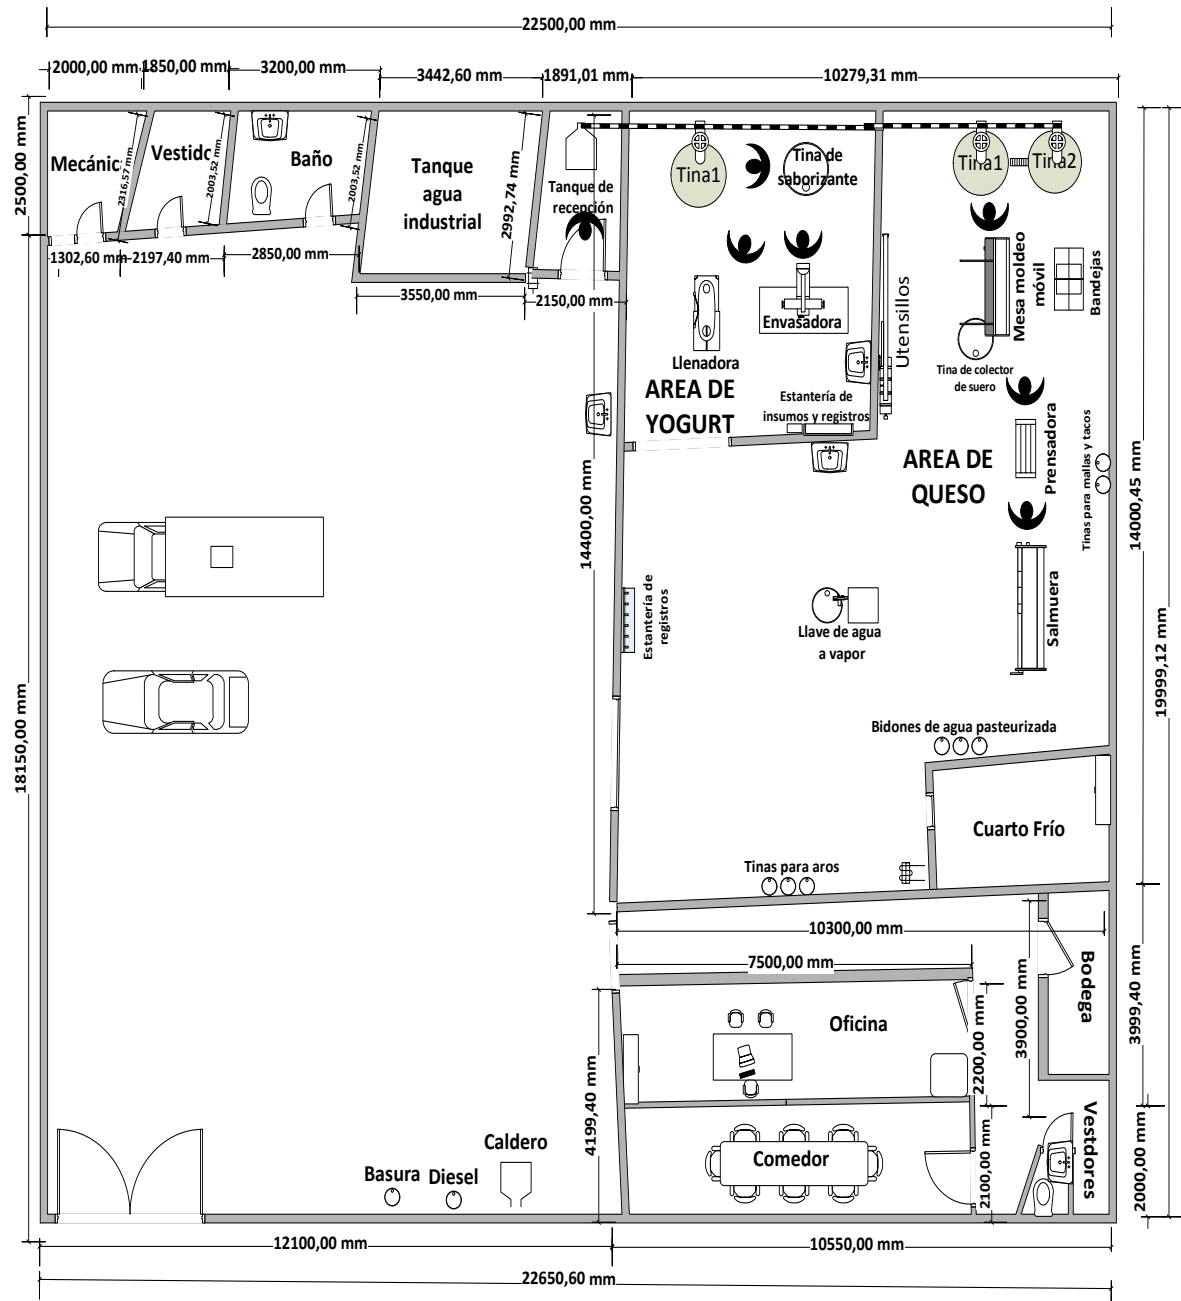 22500,00 mm
2000,00 mm
1850,00 mm
3200,00 mm
3442,60 mm
1891,01 mm
10279,31 mm
2500,00 mm
Mecánic
2316,57 mm
Vestido
2003,52 mm
Baño
2003,52 mm
Tanque
agua
industrial
2992,74 mm
Tanque de
recepción
Tina1
Tina de
saborizante
Tina1
Tina2
1302,60 mm
2197,40 mm
2850,00 mm
3550,00 mm
2150,00 mm
Llenadora
Envasadora
Utensillos
Mesa moldeo
móvil
Bandejas
Tina de colector
de suero
AREA DE
YOGURT
Estantería de
insumos y registros
AREA DE
QUESO
Prensadora
Tinas para mallas y tacos
14400,00 mm
14000,45 mm
Estantería de
registros
Llave de agua
a vapor
Salmuera
19999,12 mm
18150,00 mm
Bidones de agua pasteurizada
Cuarto Frío
Tinas para aros
10300,00 mm
7500,00 mm
Oficina
2200,00 mm
3900,00 mm
Bodega
3999,40 mm
4199,40 mm
Comedor
2100,00 mm
Vestdores
2000,00 mm
Basura
Diesel
Caldero
12100,00 mm
10550,00 mm
22650,60 mm